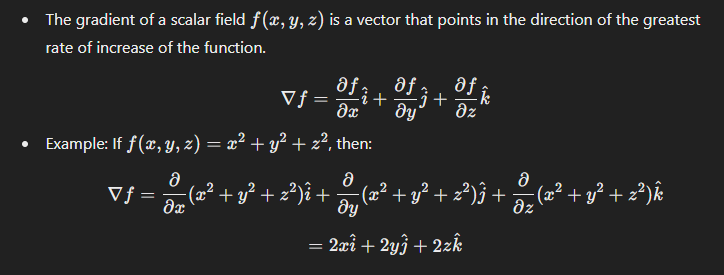 • The gradient of a scalar field f(x, y, z) is a vector that points in the direction of the greatest
rate of increase of the function.
∇f = ∂f/∂x î + ∂f/∂y ĵ + ∂f/∂z k̂
• Example: If f(x, y, z) = x² + y² + z², then:
∇f = ∂/∂x (x² + y² + z²)î + ∂/∂y (x² + y² + z²)ĵ + ∂/∂z (x² + y² + z²)k̂
= 2xî + 2yĵ + 2zk̂